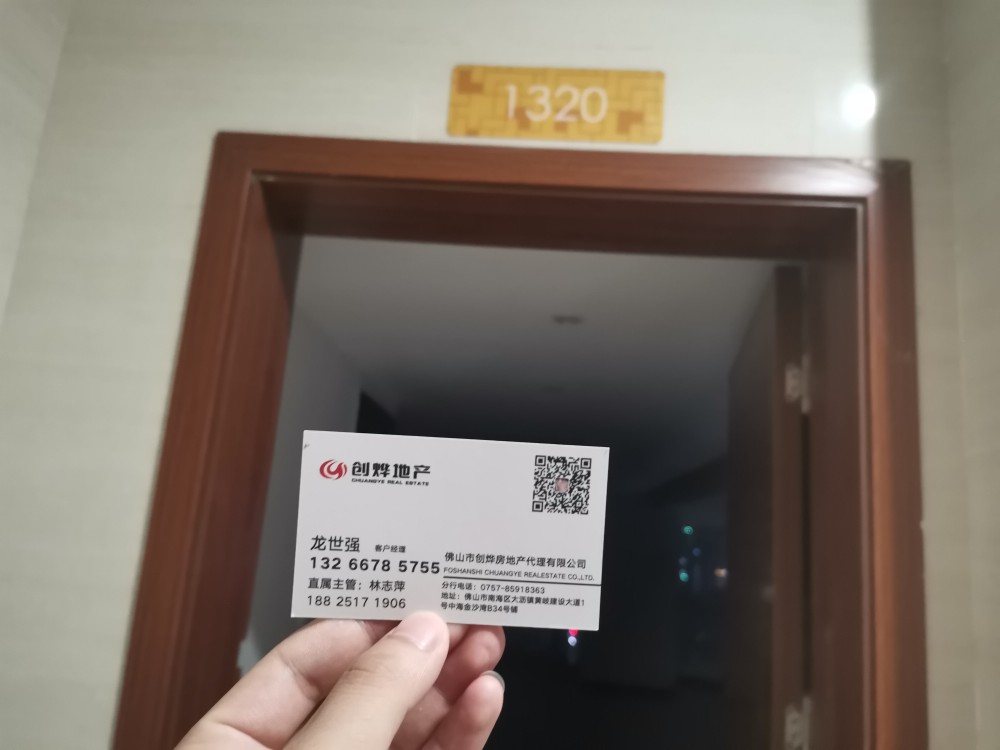 1320
创烨地产
CHUANGYE REAL ESTATE
龙世强 客户经理
132 6678 5755
直属主管：林志萍
188 2517 1906
佛山市创烨房地产代理有限公司
FOSHANSHI CHUANGYE REALESTATE CO.,LTD.
分行电话：0757-85918363
地址：佛山市南海区大沥镇黄岐建设大道1
号中海金沙湾B34号铺